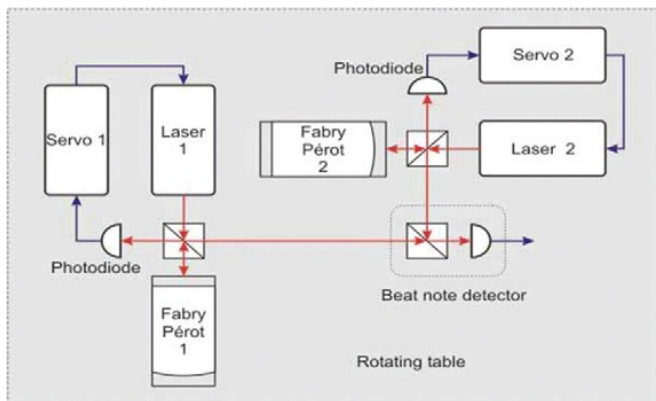 Servo 1
Laser
1
Photodiode
Fabry
Pérot
1
Photodiode
Servo 2
Fabry
Pérot
2
Laser 2
Beat note detector
Rotating table